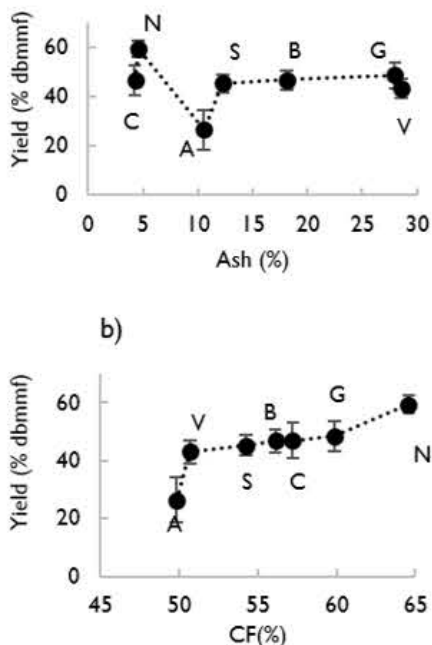 60
40
20
0
Yield (% dbmmf)
N
C
A
S
B
G
V
0 5 10 15 20 25 30
Ash (%)
b)
60
40
20
0
Yield (% dbmmf)
A
V
S
B
C
G
N
45 50 55 60 65
CF(%)